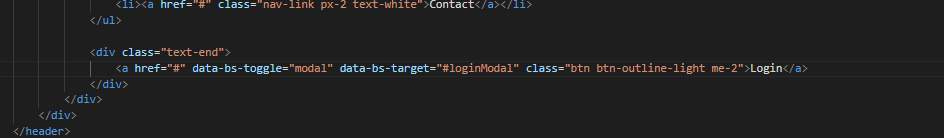 <li><a href="#" class="nav-link px-2 text-white">Contact</a></li>
</ul>
<div class="text-end">
<a href="#" data-bs-toggle="modal" data-bs-target="#loginModal" class="btn btn-outline-light me-2">Login</a>
</div>
</div>
</div>
</header>